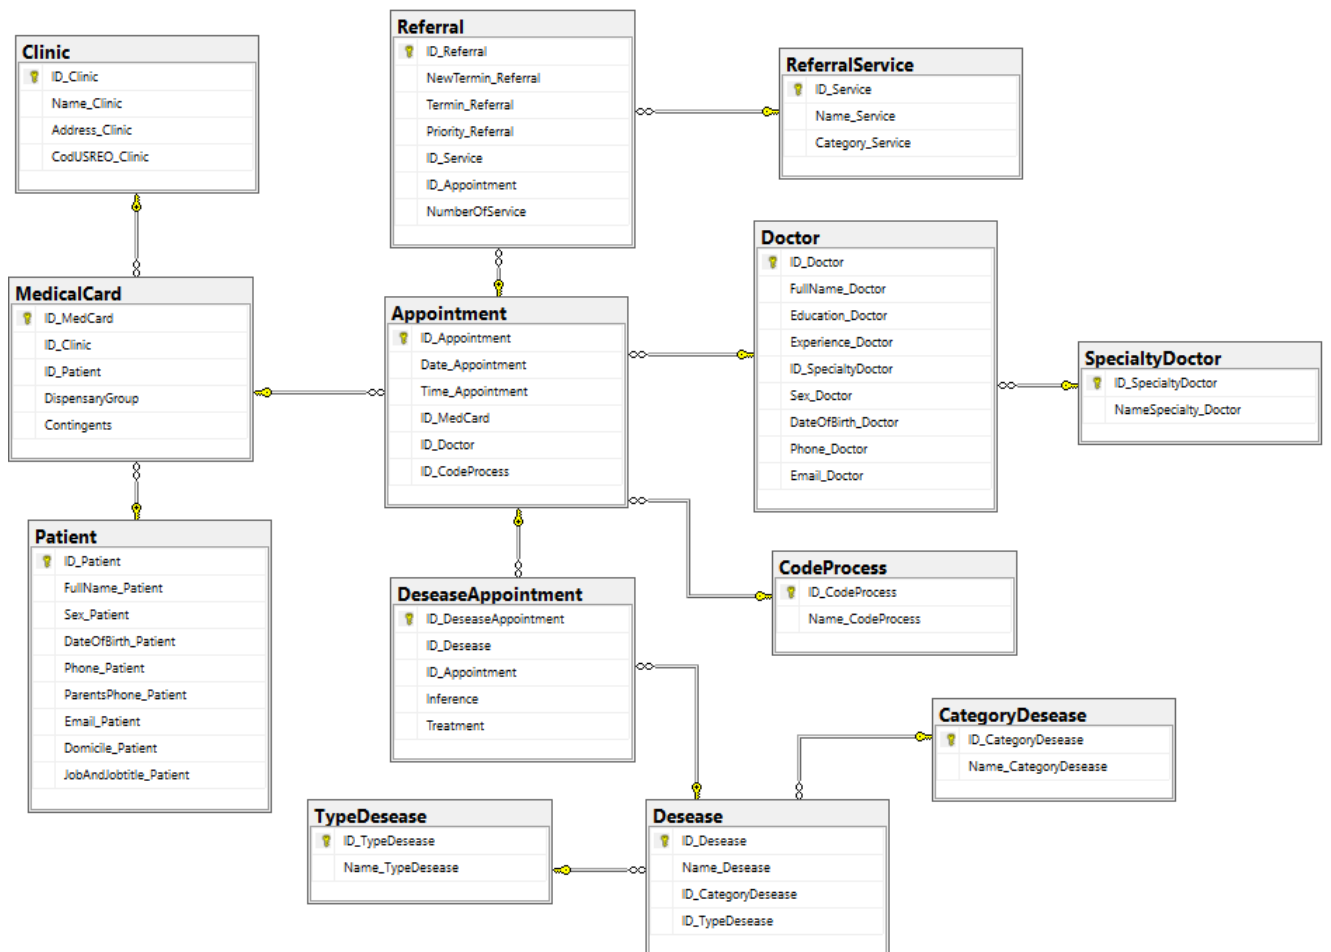 Clinic
ID_Clinic
Name_Clinic
Address_Clinic
CodUSREO_Clinic
Referral
ID_Referral
NewTermin_Referral
Termin_Referral
Priority_Referral
ID_Service
ID_Appointment
NumberOfService
ReferralService
ID_Service
Name_Service
Category_Service
MedicalCard
ID_MedCard
ID_Clinic
ID_Patient
DispensaryGroup
Contingents
Appointment
ID_Appointment
Date_Appointment
Time_Appointment
ID_MedCard
ID_Doctor
ID_CodeProcess
Doctor
ID_Doctor
FullName_Doctor
Education_Doctor
Experience_Doctor
ID_SpecialtyDoctor
Sex_Doctor
DateOfBirth_Doctor
Phone_Doctor
Email_Doctor
SpecialtyDoctor
ID_SpecialtyDoctor
NameSpecialty_Doctor
Patient
ID_Patient
FullName_Patient
Sex_Patient
DateOfBirth_Patient
Phone_Patient
ParentsPhone_Patient
Email_Patient
Domicile_Patient
JobAndJobtitle_Patient
DeseaseAppointment
ID_DeseaseAppointment
ID_Desease
ID_Appointment
Inference
Treatment
CodeProcess
ID_CodeProcess
Name_CodeProcess
CategoryDesease
ID_CategoryDesease
Name_CategoryDesease
TypeDesease
ID_TypeDesease
Name_TypeDesease
Desease
ID_Desease
Name_Desease
ID_CategoryDesease
ID_TypeDesease